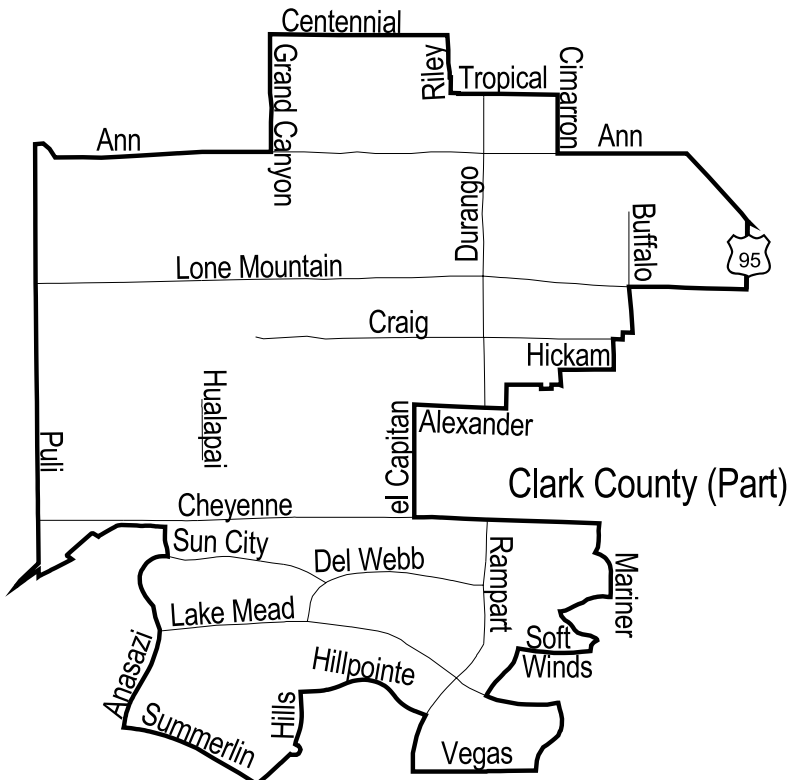 Centennial
Grand Canyon
Riley
Tropical
Cimarron
Ann
Ann
Durango
Buffalo
95
Lone Mountain
Craig
Hickam
Hualapai
el Capitan
Alexander
Puli
Clark County (Part)
Cheyenne
Sun City
Del Webb
Rampart
Mariner
Lake Mead
Soft
Winds
Anasazi
Hillpointe
Hills
Summerlin
Vegas